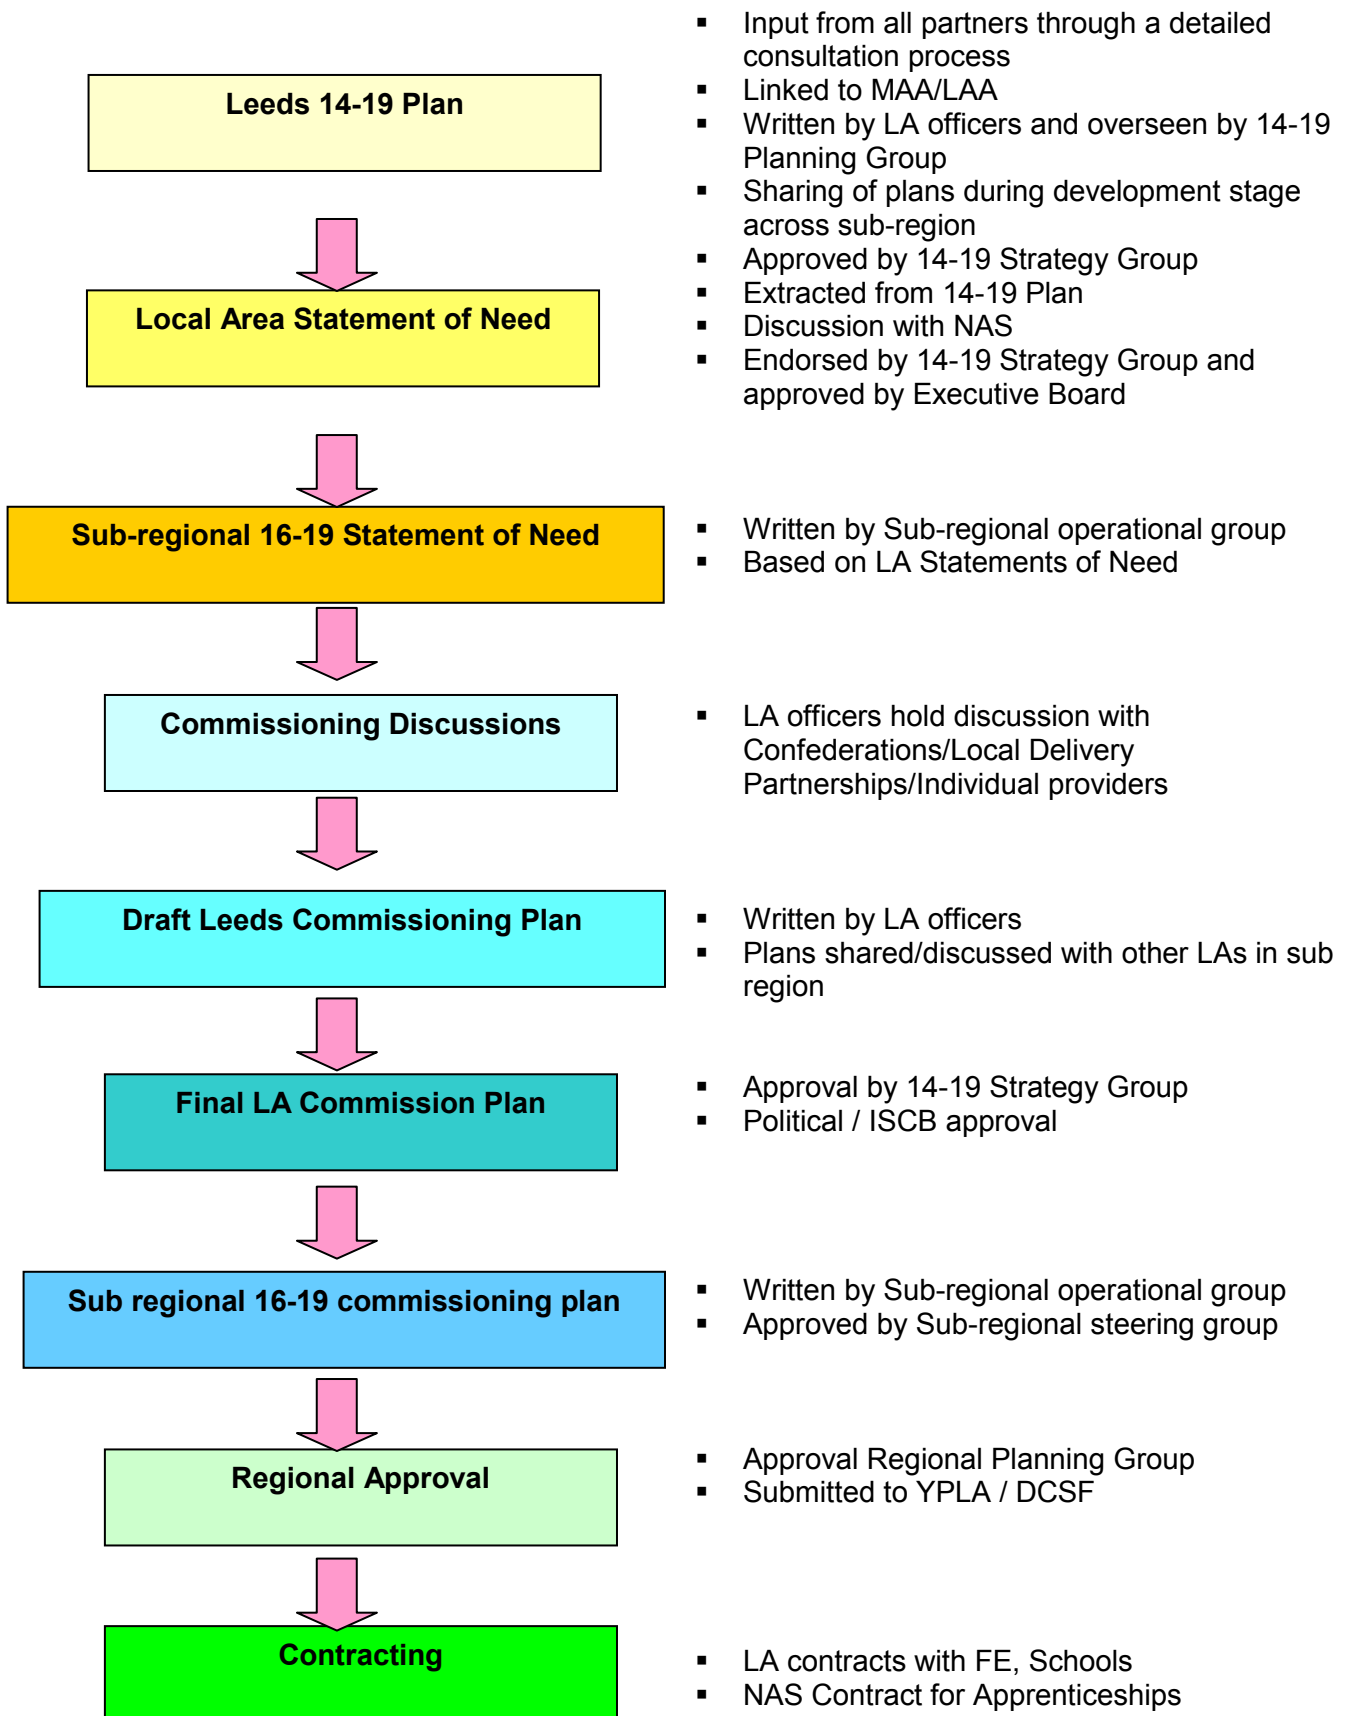 Leeds 14-19 Plan
▪ Input from all partners through a detailed
consultation process
▪ Linked to MAA/LAA
▪ Written by LA officers and overseen by 14-19
Planning Group
▪ Sharing of plans during development stage
across sub-region
▪ Approved by 14-19 Strategy Group
Local Area Statement of Need
▪ Extracted from 14-19 Plan
▪ Discussion with NAS
▪ Endorsed by 14-19 Strategy Group and
approved by Executive Board
Sub-regional 16-19 Statement of Need
▪ Written by Sub-regional operational group
▪ Based on LA Statements of Need
Commissioning Discussions
▪ LA officers hold discussion with
Confederations/Local Delivery
Partnerships/Individual providers
Draft Leeds Commissioning Plan
▪ Written by LA officers
▪ Plans shared/discussed with other LAs in sub
region
Final LA Commission Plan
▪ Approval by 14-19 Strategy Group
▪ Political / ISCB approval
Sub regional 16-19 commissioning plan
▪ Written by Sub-regional operational group
▪ Approved by Sub-regional steering group
Regional Approval
▪ Approval Regional Planning Group
▪ Submitted to YPLA / DCSF
Contracting
▪ LA contracts with FE, Schools
▪ NAS Contract for Apprenticeships